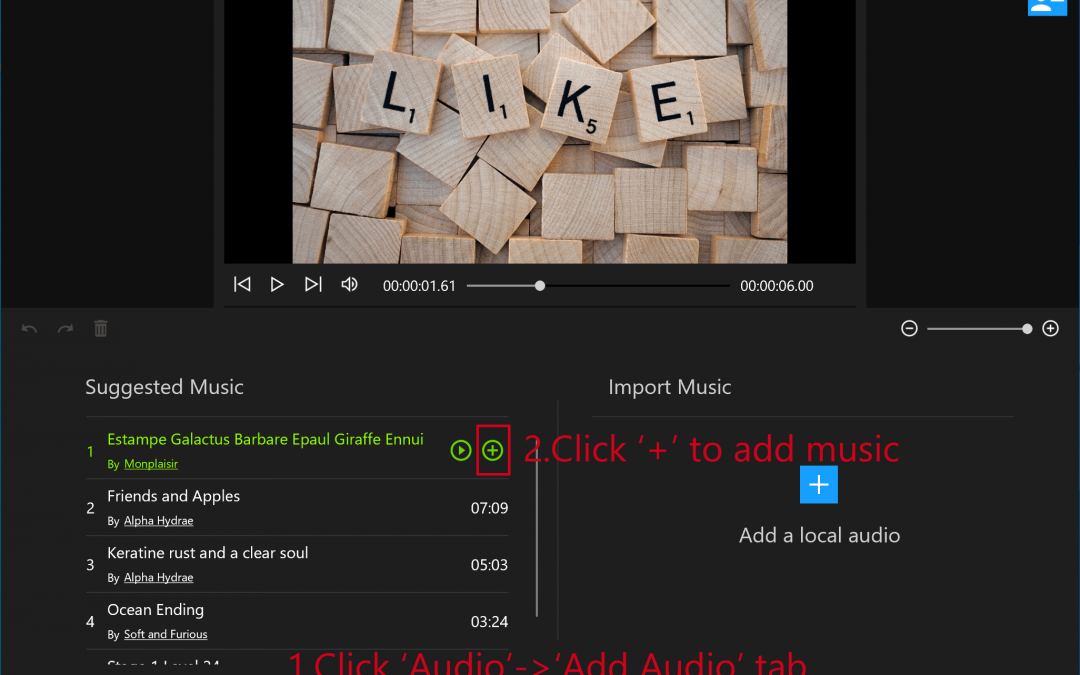 L1 I1 K5 E1
00:00:01.61
00:00:06.00
Suggested Music
Import Music
1
Estampe Galactus Barbare Epaul Giraffe Ennui
By Monplaisir
2.Click ‘+’ to add music
2
Friends and Apples
By Alpha Hydrae
07:09
Add a local audio
3
Keratine rust and a clear soul
By Alpha Hydrae
05:03
4
Ocean Ending
By Soft and Furious
03:24
1.Click ‘Audio’->‘Add Audio’ tab